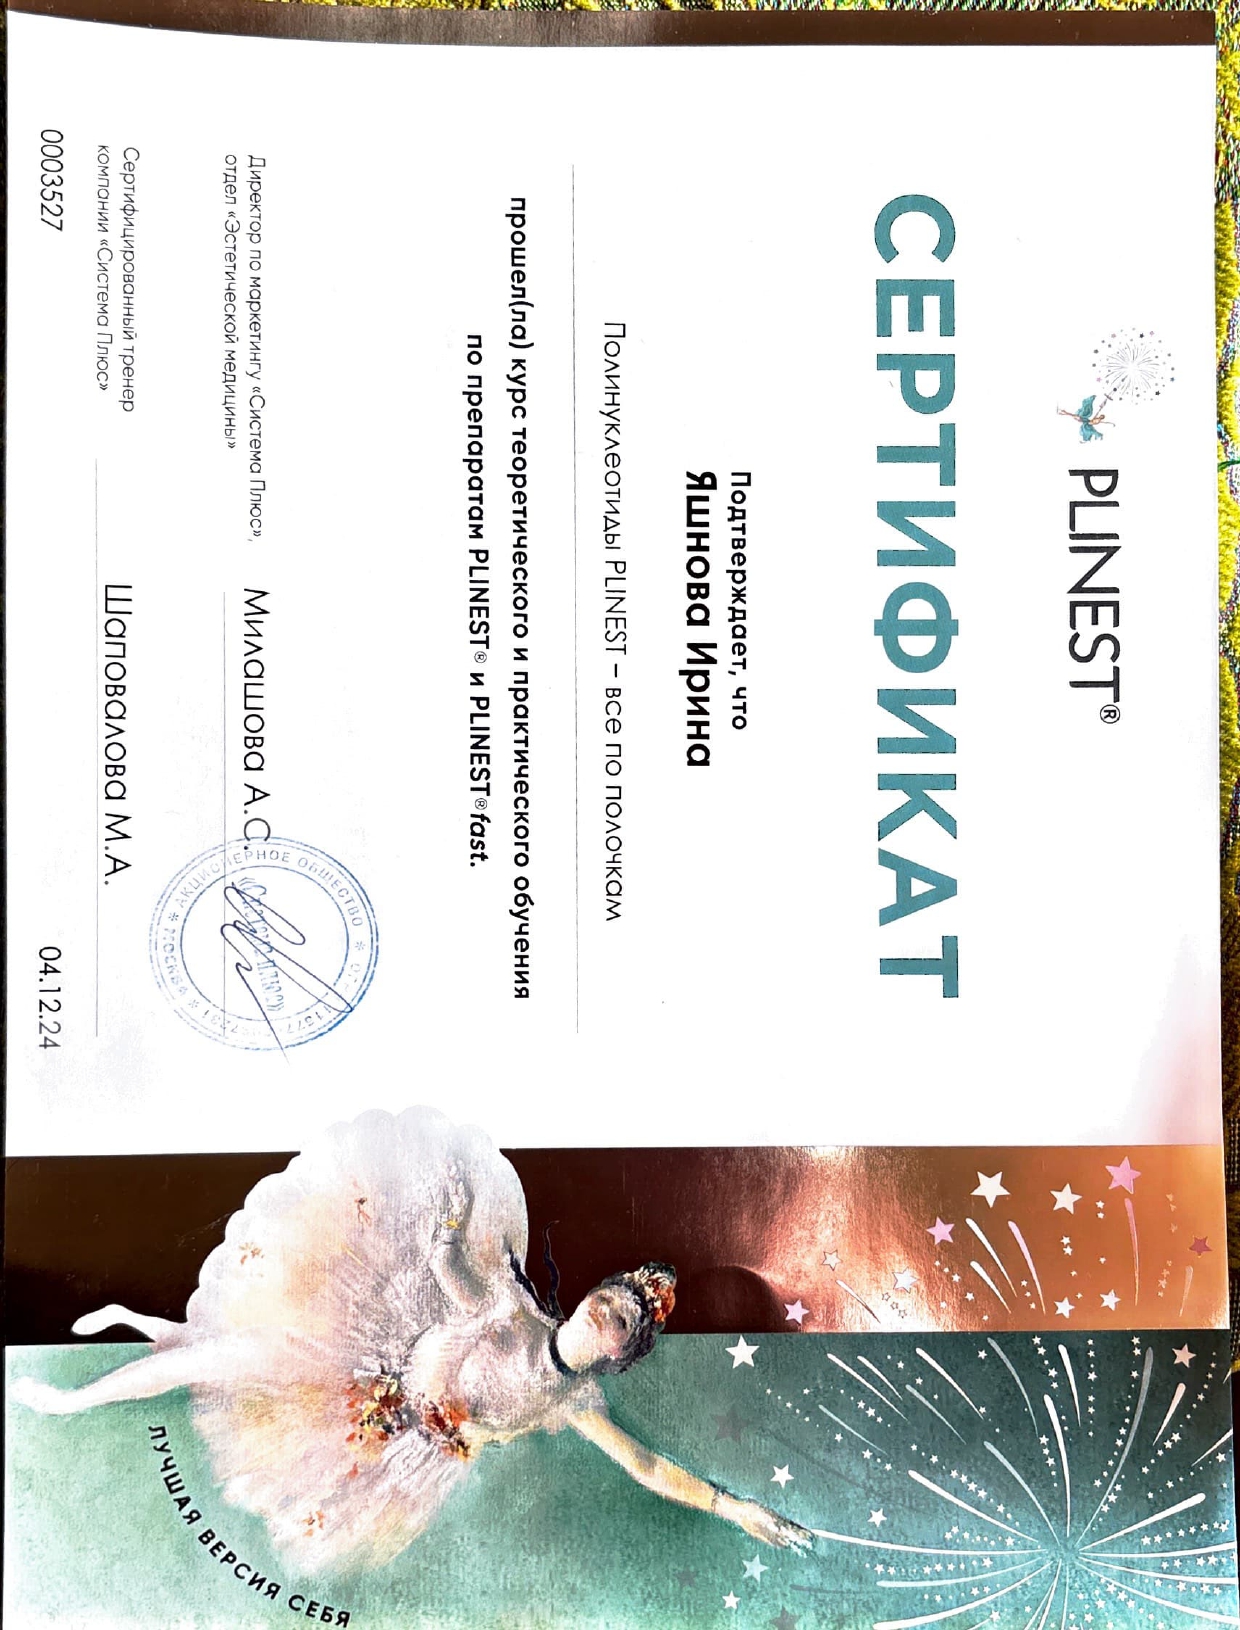 PLINEST®
СЕРТИФИКАТ
Подтверждает, что
Яшнова Ирина
Полинуклеотиды PLINEST – все по полочкам
прошел(ла) курс теоретического и практического обучения
по препаратам PLINEST® и PLINEST®fast.
Директор по маркетингу «Система Плюс»,
отдел «Эстетической медицины»
Милашова А.С.
АКЦИОНЕРНОЕ ОБЩЕСТВО
«Система плюс»
МОСКВА
Сертифицированный тренер
компании «Система Плюс»
Шаповалова М.А.
0003527
04.12.24
ЛУЧШАЯ ВЕРСИЯ СЕБЯ